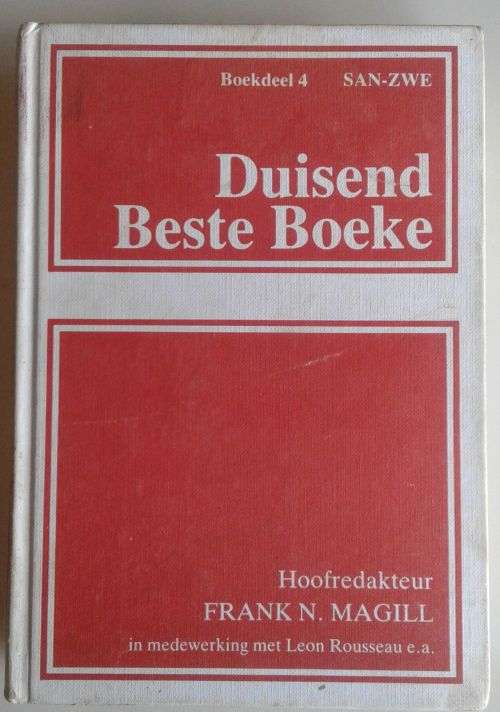 Boekdeel 4 SAN-ZWE
Duisend
Beste Boeke
Hoofredakteur
FRANK N. MAGILL
in medewerking met Leon Rousseau e.a.